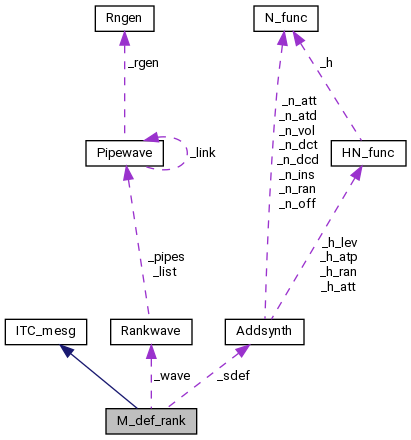 Rngen
N_func
_rgen
_h
_n_att
_n_atd
_n_vol
_n_dct
_n_dcd
_n_ins
_n_ran
_n_off
Pipewave
_link
HN_func
_pipes
_list
_h_lev
_h_atp
_h_ran
_h_att
ITC_mesg
Rankwave
Addsynth
_wave
_sdef
M_def_rank